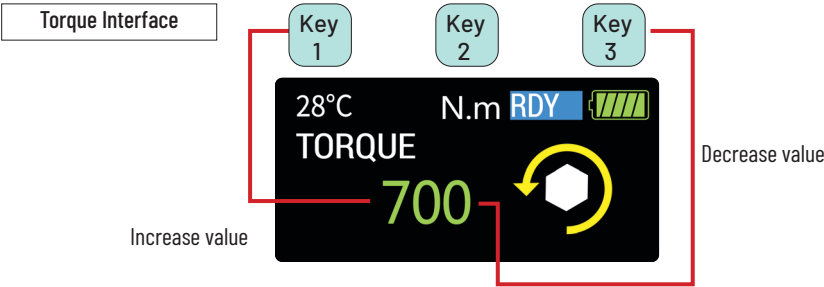 Torque Interface
Key
1
Key
2
Key
3
28°C N.m RDY
TORQUE
700
Decrease value
Increase value